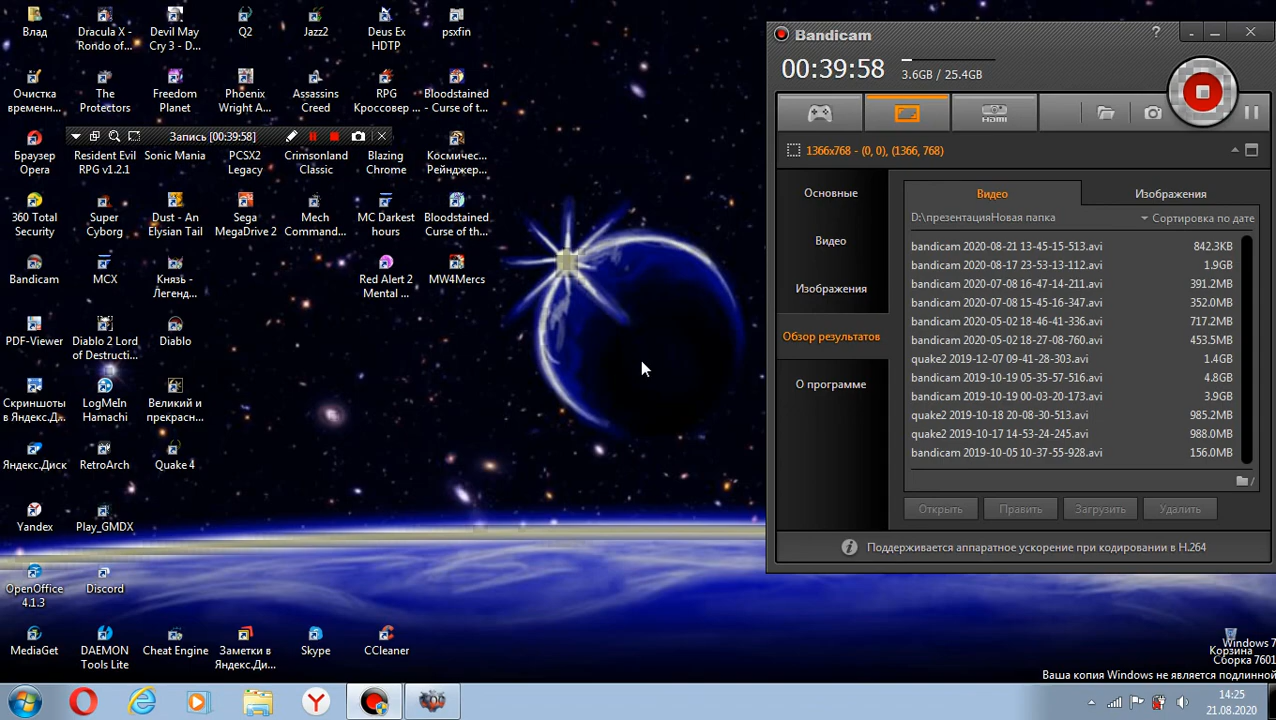 Влад
Dracula X -
Rondo of...
Devil May
Cry 3 - D...
Q2
Jazz2
Deus Ex
HDTP
psxfin
Очистка
временн...
The
Protectors
Freedom
Planet
Phoenix
Wright A...
Assassins
Creed
RPG
Кроссовер ...
Bloodstained
- Curse of th...
Запись [00:39:58]
Браузер
Opera
Resident Evil
RPG v1.2.1
Sonic Mania
PCSX2
Legacy
Crimsonland
Classic
Blazing
Chrome
Космичес...
Рейнджер...
360 Total
Security
Super
Cyborg
Dust - An
Elysian Tail
Sega
MegaDrive 2
Mech
Command...
MC Darkest
hours
Bloodstained
Curse of th...
Bandicam
MCX
Князь -
Легенд...
Red Alert 2
Mental ...
MW4Mercs
PDF-Viewer
Diablo 2 Lord
of Destructi...
Diablo
Скриншоты
в Яндекс.Д...
LogMeIn
Hamachi
Великий и
прекрасн...
Яндекс.Диск
RetroArch
Quake 4
Yandex
Play_GMDX
OpenOffice
4.1.3
Discord
MediaGet
DAEMON
Tools Lite
Cheat Engine
Заметки в
Яндекс.Ди...
Skype
CCleaner
Bandicam
00:39:58
3.6GB / 25.4GB
HDMI
1366x768 - (0, 0), (1366, 768)
Основные
Видео
Изображения
Обзор результатов
О программе
Видео
Изображения
D:\презентацияНовая папка
Сортировка по дате
bandicam 2020-08-21 13-45-15-513.avi 842.3KB
bandicam 2020-08-17 23-53-13-112.avi 1.9GB
bandicam 2020-07-08 16-47-14-211.avi 391.2MB
bandicam 2020-07-08 15-45-16-347.avi 352.0MB
bandicam 2020-05-02 18-46-41-336.avi 717.2MB
bandicam 2020-05-02 18-27-08-760.avi 453.5MB
quake2 2019-12-07 09-41-28-303.avi 1.4GB
bandicam 2019-10-19 05-35-57-516.avi 4.8GB
bandicam 2019-10-19 00-03-20-173.avi 3.9GB
quake2 2019-10-18 20-08-30-513.avi 985.2MB
quake2 2019-10-17 14-53-24-245.avi 988.0MB
bandicam 2019-10-05 10-37-55-928.avi 156.0MB
Открыть
Править
Загрузить
Удалить
Поддерживается аппаратное ускорение при кодировании в H.264
Windows 7
Корзина
Сборка 7601
Ваша копия Windows не является подлинной
14:25
21.08.2020